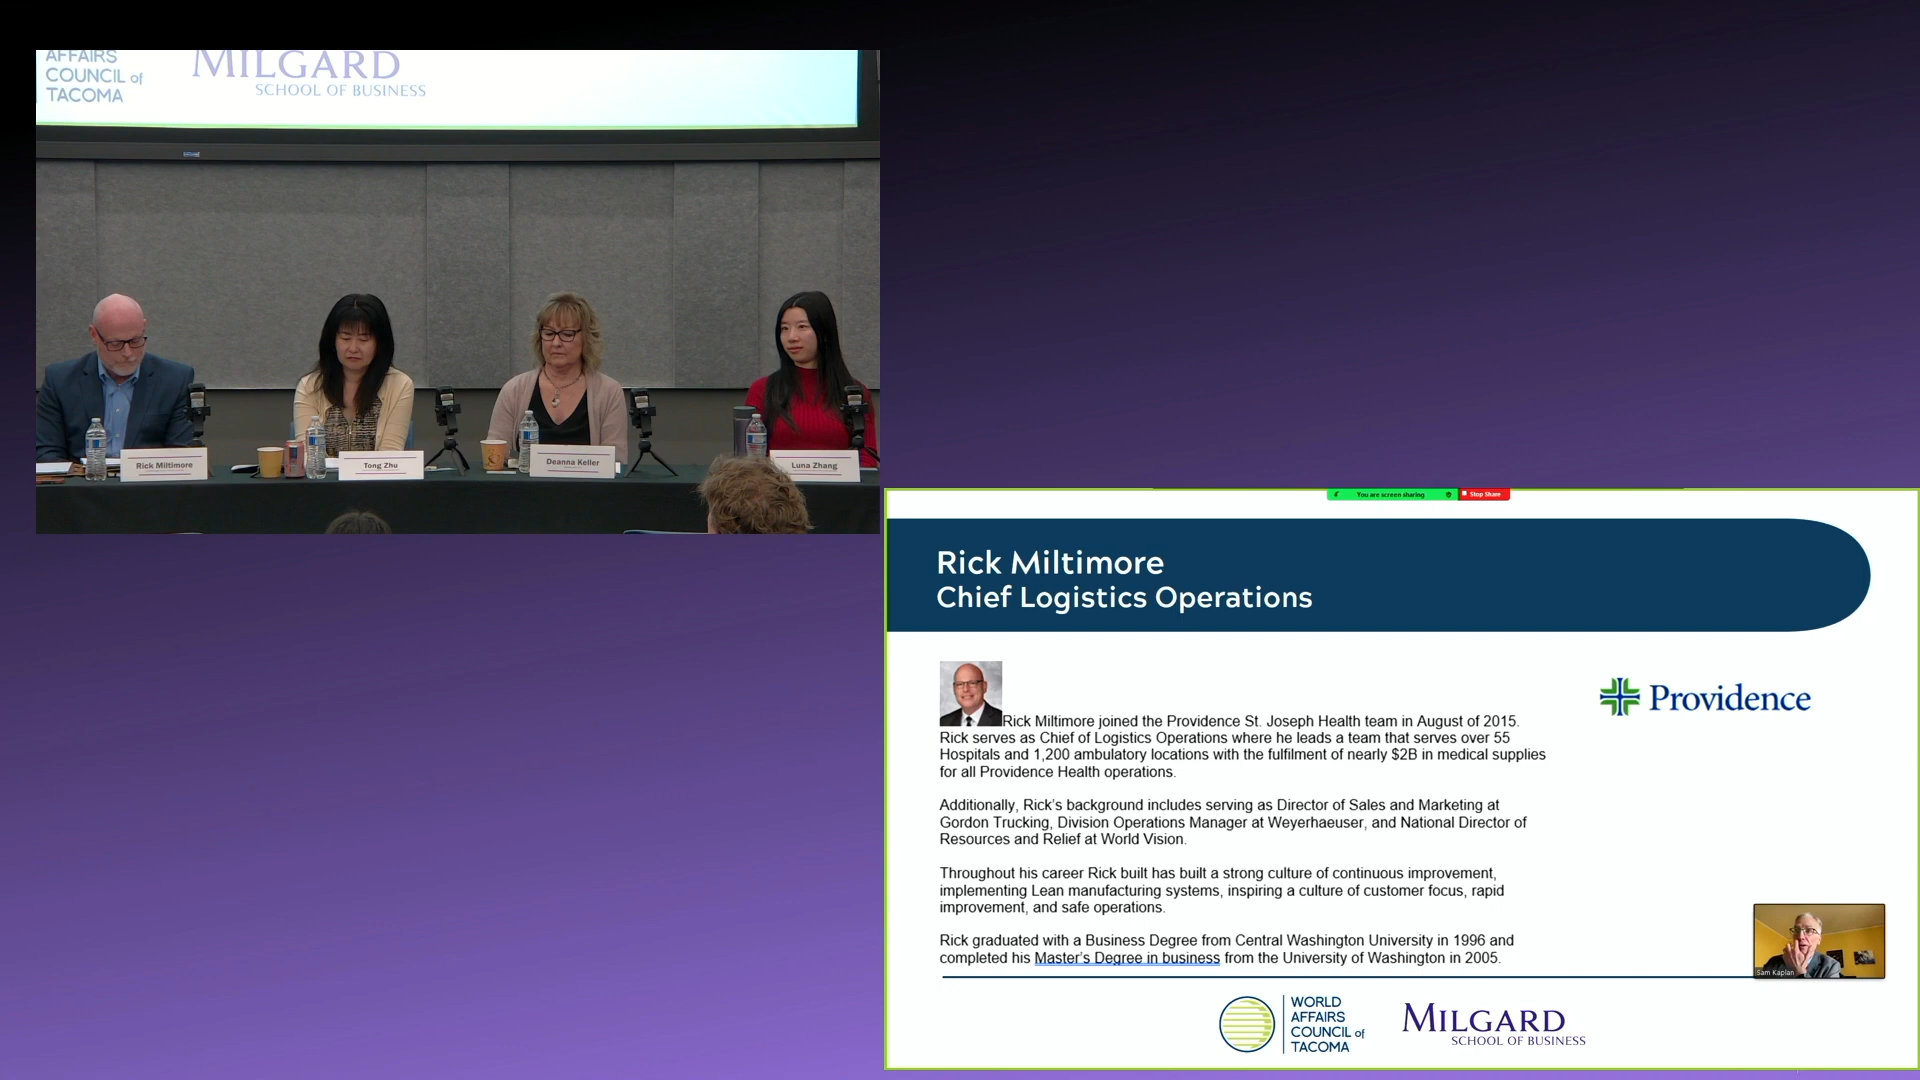 AFFAIRS
COUNCIL of
TACOMA
MILGARD
SCHOOL OF BUSINESS
Rick Miltimore
Tong Zhu
Deanna Keller
Luna Zhang
You are screen sharing
Stop Share
Rick Miltimore
Chief Logistics Operations
Providence
Rick Miltimore joined the Providence St. Joseph Health team in August of 2015.
Rick serves as Chief of Logistics Operations where he leads a team that serves over 55
Hospitals and 1,200 ambulatory locations with the fulfilment of nearly $2B in medical supplies
for all Providence Health operations.
Additionally, Rick's background includes serving as Director of Sales and Marketing at
Gordon Trucking, Division Operations Manager at Weyerhaeuser, and National Director of
Resources and Relief at World Vision.
Throughout his career Rick built has built a strong culture of continuous improvement,
implementing Lean manufacturing systems, inspiring a culture of customer focus, rapid
improvement, and safe operations.
Rick graduated with a Business Degree from Central Washington University in 1996 and
completed his Master's Degree in business from the University of Washington in 2005.
Sam Kaplan
WORLD
AFFAIRS
COUNCIL of
TACOMA
MILGARD
SCHOOL OF BUSINESS